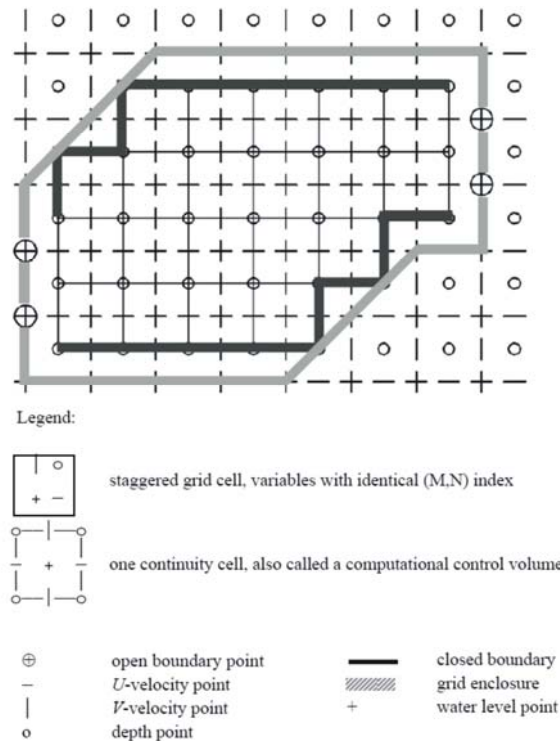 Legend:
staggered grid cell, variables with identical (M,N) index
one continuity cell, also called a computational control volume
open boundary point
closed boundary
U-velocity point
grid enclosure
V-velocity point
water level point
depth point